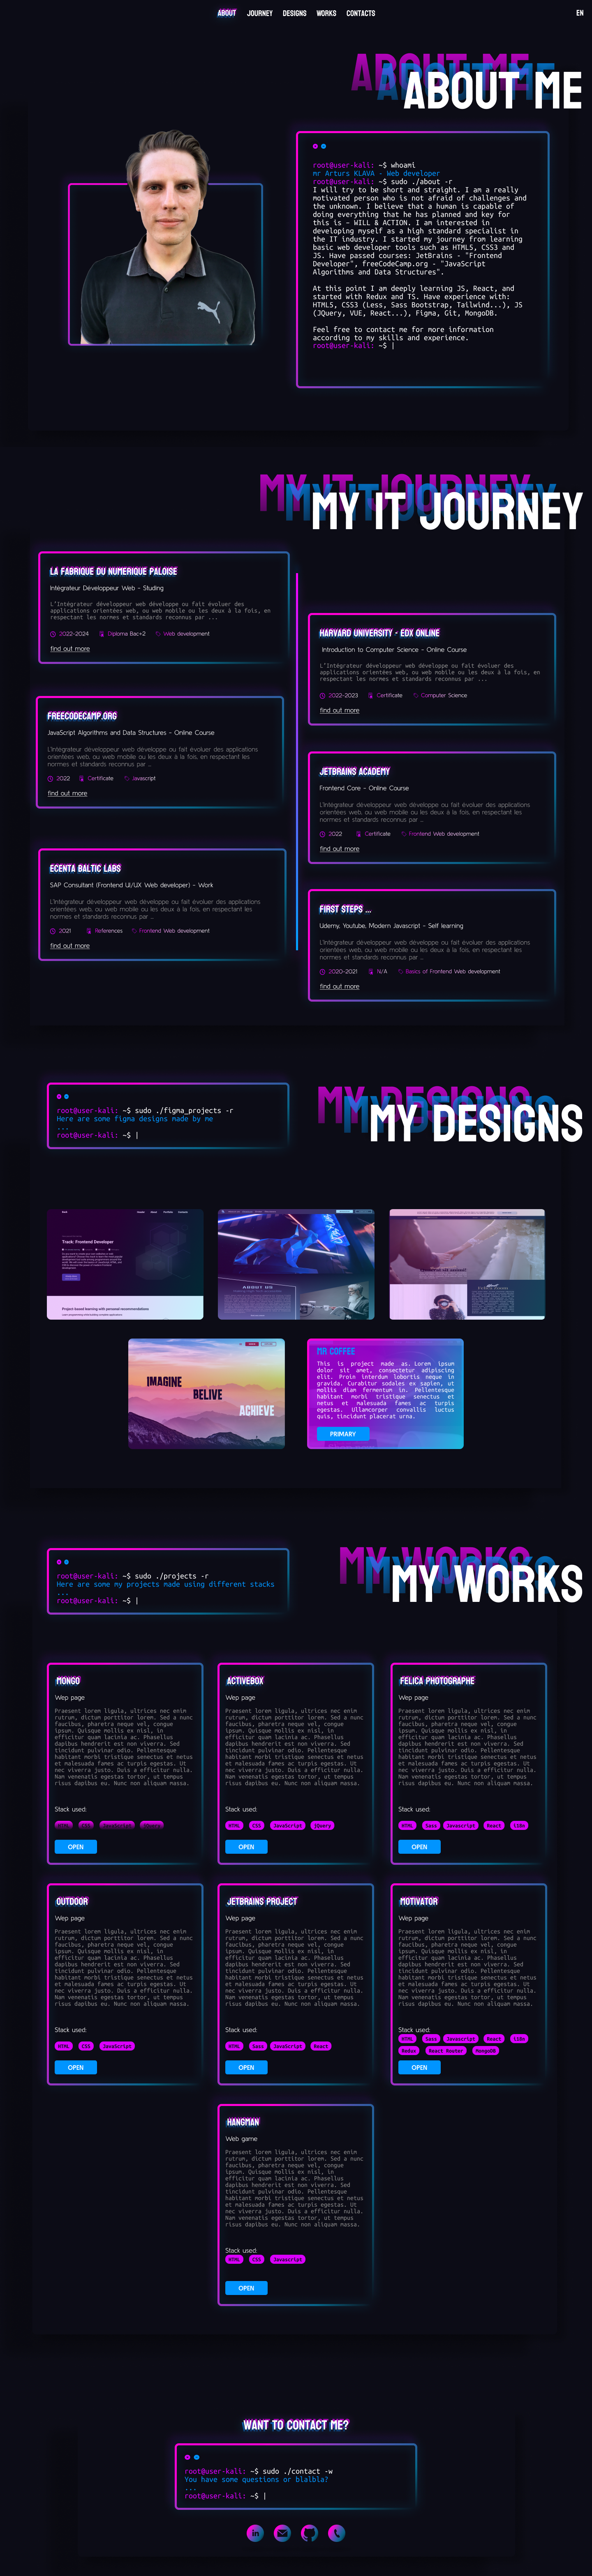 ABOUT JOURNEY DESIGNS WORKS CONTACTS EN
ABOUT ME
root@user-kali: ~$ whoami
mr Arturs KLAVA - Web developer
root@user-kali: ~$ sudo ./about -r
I will try to be short and straight. I am a really
motivated person who is not afraid of challenges and
the unknown. I believe that a human is capable of
doing everything that he has planned and key for
this is - WILL & ACTION. I am interested in
developing myself as a high standard specialist in
the IT industry. I started my journey from learning
basic web developer tools such as HTML5, CSS3 and
JS. Have passed courses: JetBrains - "Frontend
Developer", freeCodeCamp.org - "JavaScript
Algorithms and Data Structures".
At this point I am deeply learning JS, React, and
started with Redux and TS. Have experience with:
HTML5, CSS3 (Less, Sass Bootstrap, Tailwind...), JS
(JQuery, VUE, React...), Figma, Git, MongoDB.
Feel free to contact me for more information
according to my skills and experience.
root@user-kali: ~$ |
MY IT JOURNEY
LA FABRIQUE DU NUMERIQUE PALOISE
Intégrateur Développeur Web - Studing
L'Intégrateur développeur web développe ou fait évoluer des
applications orientées web, ou web mobile ou les deux à la fois, en
respectant les normes et standards reconnus par ...
2022-2024 Diploma Bac+2 Web development
find out more
HARVARD UNIVERSITY - EDX ONLINE
Introduction to Computer Science - Online Course
L'Intégrateur développeur web développe ou fait évoluer des
applications orientées web, ou web mobile ou les deux à la fois, en
respectant les normes et standards reconnus par ...
2022-2023 Certificate Computer Science
find out more
FREECODECAMP.ORG
JavaScript Algorithms and Data Structures - Online Course
L'Intégrateur développeur web développe ou fait évoluer des applications
orientées web, ou web mobile ou les deux à la fois, en respectant les
normes et standards reconnus par ...
2022 Certificate Javascript
find out more
JETBRAINS ACADEMY
Frontend Core - Online Course
L'Intégrateur développeur web développe ou fait évoluer des applications
orientées web, ou web mobile ou les deux à la fois, en respectant les
normes et standards reconnus par ...
2022 Certificate Frontend Web development
find out more
ECENTA BALTIC LABS
SAP Consultant (Frontend UI/UX Web developer) - Work
L'Intégrateur développeur web développe ou fait évoluer des applications
orientées web, ou web mobile ou les deux à la fois, en respectant les
normes et standards reconnus par ...
2021 References Frontend Web development
find out more
FIRST STEPS ...
Udemy, Youtube, Modern Javascript - Self learning
L'Intégrateur développeur web développe ou fait évoluer des applications
orientées web, ou web mobile ou les deux à la fois, en respectant les
normes et standards reconnus par ...
2020-2021 N/A Basics of Frontend Web development
find out more
MY DESIGNS
root@user-kali: ~$ sudo ./figma_projects -r
Here are some figma designs made by me
...
root@user-kali: ~$ |
Track: Frontend Developer
Project-based learning with personal recommendations
ABOUT US
IMAGINE
BELIVE
ACHIEVE
MR COFFEE
This is project made as Lorem ipsum
dolor sit amet, consectetur adipiscing
elit. Proin interdum lobortis neque in
gravida. Curabitur sodales ex sapien, ut
mollis diam fermentum in. Pellentesque
habitant morbi tristique senectus et
netus et malesuada fames ac turpis
egestas. Ullamcorper convallis luctus
quis, tincidunt placerat urna.
PRIMARY
MY WORKS
root@user-kali: ~$ sudo ./projects -r
Here are some my projects made using different stacks
...
root@user-kali: ~$ |
MONGO
Wep page
Praesent lorem ligula, ultrices nec enim
rutrum, dictum porttitor lorem. Sed a nunc
faucibus, pharetra neque vel, congue
ipsum. Quisque mollis ex nisl, in
efficitur quam lacinia ac. Phasellus
dapibus hendrerit est non viverra. Sed
tincidunt pulvinar odio. Pellentesque
habitant morbi tristique senectus et netus
et malesuada fames ac turpis egestas. Ut
nec viverra justo. Duis a efficitur nulla.
Nam venenatis egestas tortor, ut tempus
risus dapibus eu. Nunc non aliquam massa.
Stack used:
OPEN
ACTIVEBOX
Wep page
Praesent lorem ligula, ultrices nec enim
rutrum, dictum porttitor lorem. Sed a nunc
faucibus, pharetra neque vel, congue
ipsum. Quisque mollis ex nisl, in
efficitur quam lacinia ac. Phasellus
dapibus hendrerit est non viverra. Sed
tincidunt pulvinar odio. Pellentesque
habitant morbi tristique senectus et netus
et malesuada fames ac turpis egestas. Ut
nec viverra justo. Duis a efficitur nulla.
Nam venenatis egestas tortor, ut tempus
risus dapibus eu. Nunc non aliquam massa.
Stack used:
HTML CSS JavaScript jQuery
OPEN
FELICA PHOTOGRAPHE
Wep page
Praesent lorem ligula, ultrices nec enim
rutrum, dictum porttitor lorem. Sed a nunc
faucibus, pharetra neque vel, congue
ipsum. Quisque mollis ex nisl, in
efficitur quam lacinia ac. Phasellus
dapibus hendrerit est non viverra. Sed
tincidunt pulvinar odio. Pellentesque
habitant morbi tristique senectus et netus
et malesuada fames ac turpis egestas. Ut
nec viverra justo. Duis a efficitur nulla.
Nam venenatis egestas tortor, ut tempus
risus dapibus eu. Nunc non aliquam massa.
Stack used:
HTML Sass Javascript React i18n
OPEN
OUTDOOR
Wep page
Praesent lorem ligula, ultrices nec enim
rutrum, dictum porttitor lorem. Sed a nunc
faucibus, pharetra neque vel, congue
ipsum. Quisque mollis ex nisl, in
efficitur quam lacinia ac. Phasellus
dapibus hendrerit est non viverra. Sed
tincidunt pulvinar odio. Pellentesque
habitant morbi tristique senectus et netus
et malesuada fames ac turpis egestas. Ut
nec viverra justo. Duis a efficitur nulla.
Nam venenatis egestas tortor, ut tempus
risus dapibus eu. Nunc non aliquam massa.
Stack used:
HTML CSS JavaScript
OPEN
JETBRAINS PROJECT
Wep page
Praesent lorem ligula, ultrices nec enim
rutrum, dictum porttitor lorem. Sed a nunc
faucibus, pharetra neque vel, congue
ipsum. Quisque mollis ex nisl, in
efficitur quam lacinia ac. Phasellus
dapibus hendrerit est non viverra. Sed
tincidunt pulvinar odio. Pellentesque
habitant morbi tristique senectus et netus
et malesuada fames ac turpis egestas. Ut
nec viverra justo. Duis a efficitur nulla.
Nam venenatis egestas tortor, ut tempus
risus dapibus eu. Nunc non aliquam massa.
Stack used:
HTML Sass JavaScript React
OPEN
MOTIVATOR
Wep page
Praesent lorem ligula, ultrices nec enim
rutrum, dictum porttitor lorem. Sed a nunc
faucibus, pharetra neque vel, congue
ipsum. Quisque mollis ex nisl, in
efficitur quam lacinia ac. Phasellus
dapibus hendrerit est non viverra. Sed
tincidunt pulvinar odio. Pellentesque
habitant morbi tristique senectus et netus
et malesuada fames ac turpis egestas. Ut
nec viverra justo. Duis a efficitur nulla.
Nam venenatis egestas tortor, ut tempus
risus dapibus eu. Nunc non aliquam massa.
Stack used:
HTML Sass Javascript React i18n
Redux React Router MongoDB
OPEN
HANGMAN
Web game
Praesent lorem ligula, ultrices nec enim
rutrum, dictum porttitor lorem. Sed a nunc
faucibus, pharetra neque vel, congue
ipsum. Quisque mollis ex nisl, in
efficitur quam lacinia ac. Phasellus
dapibus hendrerit est non viverra. Sed
tincidunt pulvinar odio. Pellentesque
habitant morbi tristique senectus et netus
et malesuada fames ac turpis egestas. Ut
nec viverra justo. Duis a efficitur nulla.
Nam venenatis egestas tortor, ut tempus
risus dapibus eu. Nunc non aliquam massa.
Stack used:
HTML CSS Javascript
OPEN
WANT TO CONTACT ME?
root@user-kali: ~$ sudo ./contact -w
You have some questions or blalbla?
...
root@user-kali: ~$ |